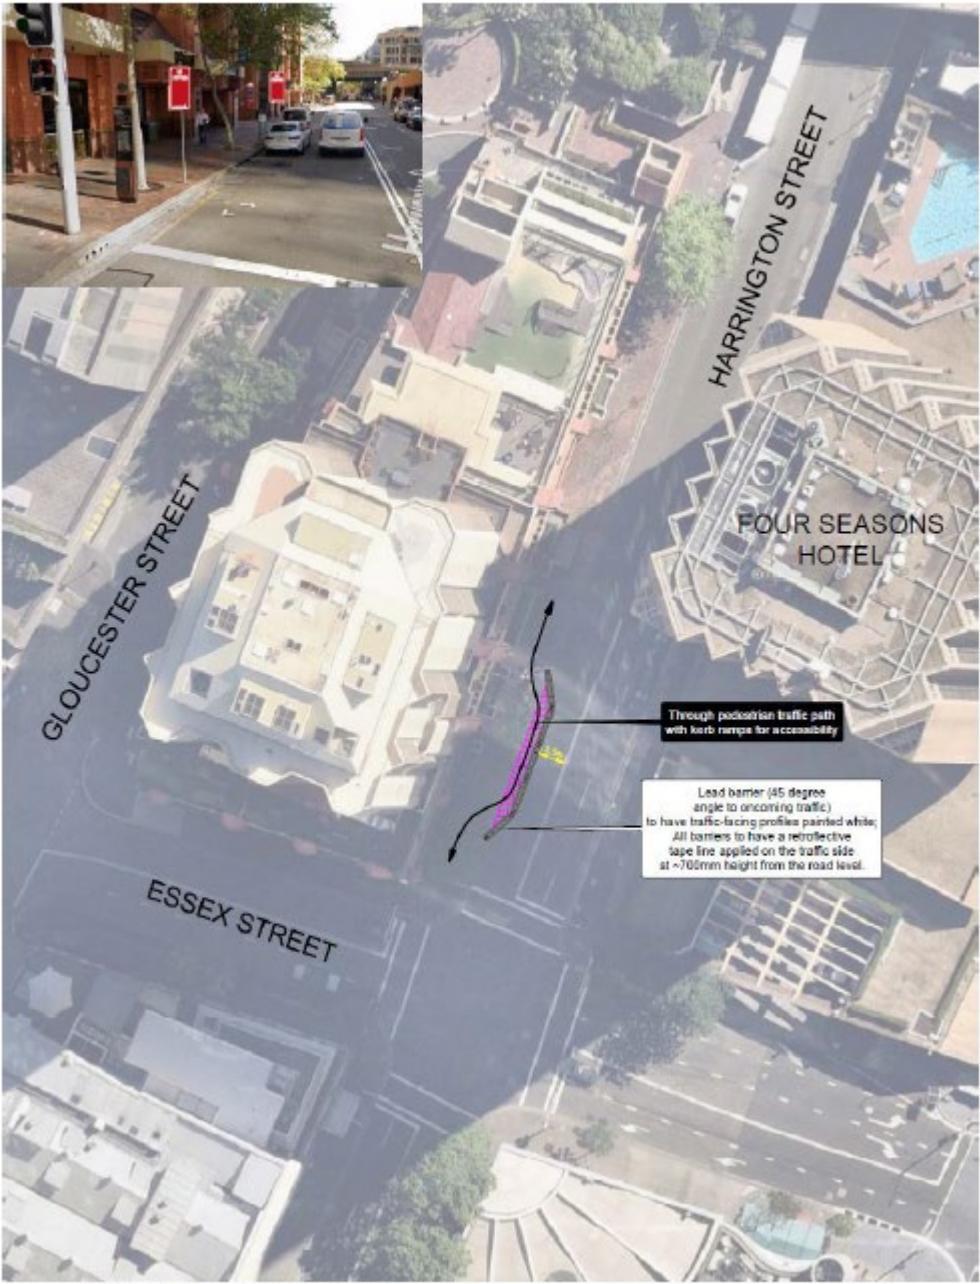 HARRINGTON STREET
FOUR SEASONS
HOTEL
GLOUCESTER STREET
Through pedestrian traffic path
with kerb ramps for accessibility
Lead barrier (45 degree
angle to oncoming traffic)
to have traffic-facing profiles painted white;
All barriers to have a retroflective
tape line applied on the traffic side
at ~700mm height from the road level.
ESSEX STREET